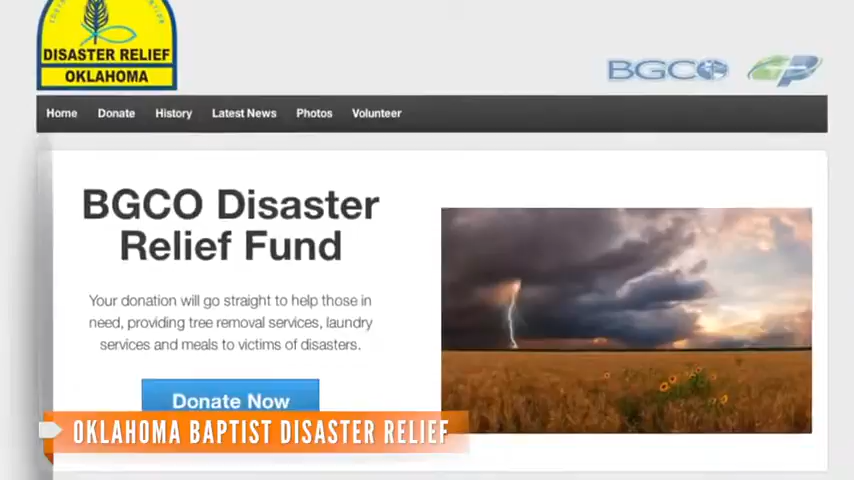 DISASTER RELIEF
OKLAHOMA
BGCO
Home Donate History Latest News Photos Volunteer
BGCO Disaster
Relief Fund
Your donation will go straight to help those in
need, providing tree removal services, laundry
services and meals to victims of disasters.
Donate Now
OKLAHOMA BAPTIST DISASTER RELIEF